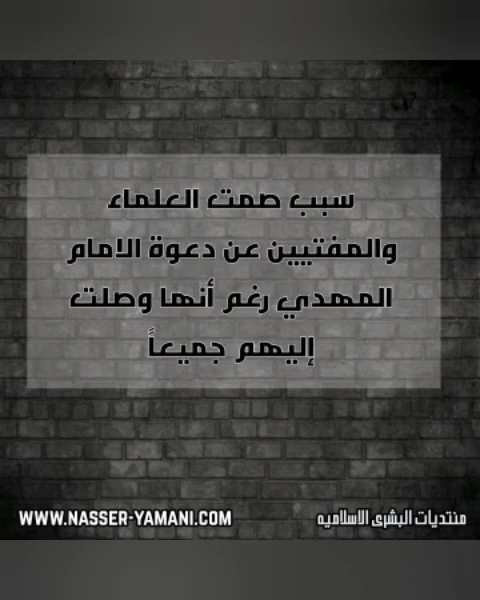 سبب صمت العلماء
والمفتيين عن دعوة الامام
المهدي رغم أنها وصلت
إليهم جميعاً
WWW.NASSER-YAMANI.COM
منتديات البشرى الاسلاميه